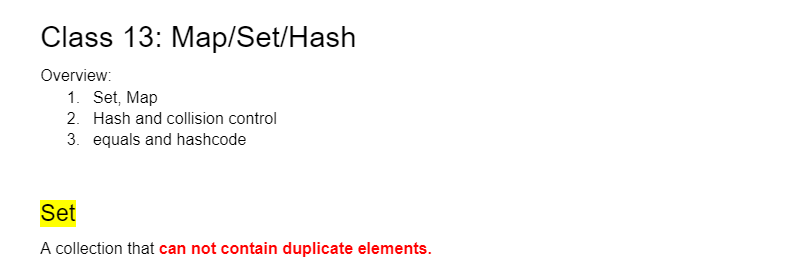 Class 13: Map/Set/Hash
Overview:
1. Set, Map
2. Hash and collision control
3. equals and hashcode
Set
A collection that can not contain duplicate elements.